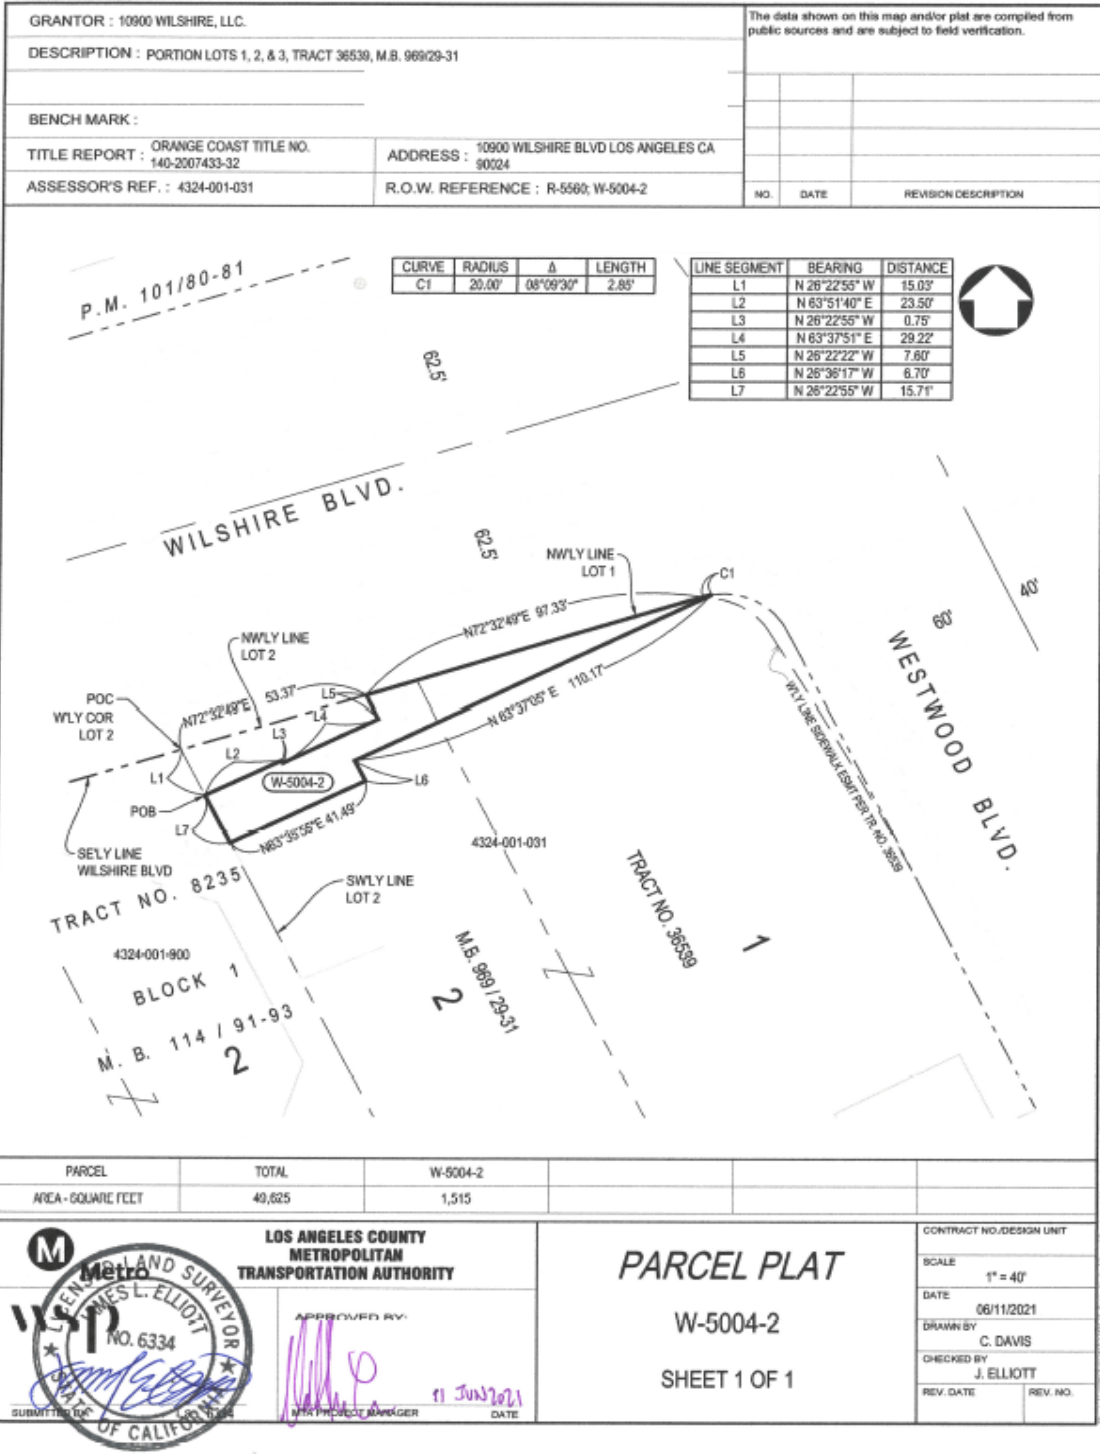 GRANTOR : 10900 WILSHIRE, LLC.
DESCRIPTION : PORTION LOTS 1, 2, & 3, TRACT 36539, M.B. 969/29-31
BENCH MARK :
TITLE REPORT : ORANGE COAST TITLE NO.
140-2007433-32
ADDRESS : 10900 WILSHIRE BLVD LOS ANGELES CA
90024
ASSESSOR'S REF. : 4324-001-031
R.O.W. REFERENCE : R-5560; W-5004-2
The data shown on this map and/or plat are compiled from
public sources and are subject to field verification.
NO. DATE REVISION DESCRIPTION
P.M. 101/80-81
CURVE RADIUS Δ LENGTH
C1 20.00' 08°09'30" 2.85'
LINE SEGMENT BEARING DISTANCE
L1 N 26°22'55" W 15.03'
L2 N 63°51'40" E 23.50'
L3 N 26°22'55" W 0.75'
L4 N 63°37'51" E 29.22'
L5 N 26°22'22" W 7.60'
L6 N 26°36'17" W 6.70'
L7 N 26°22'55" W 15.71'
62.5'
WILSHIRE BLVD.
62.5'
NW'LY LINE
LOT 1
C1
40'
60'
WESTWOOD BLVD.
N72°32'49"E 97.33'
NW'LY LINE
LOT 2
POC
W'LY COR
LOT 2
N72°32'49"E 53.37'
L5
L4
L3
L2
L1
N 63°37'05" E 110.17'
W'LY LINE SIDEWALK ESMT PER TR. NO. 36539
W-5004-2
L6
POB
L7
N63°35'55"E 41.49'
SE'LY LINE
WILSHIRE BLVD
4324-001-031
TRACT NO. 8235
SW'LY LINE
LOT 2
TRACT NO. 36539
1
4324-001-900
BLOCK 1
M.B. 969 / 29-31
2
M. B. 114 / 91-93
2
PARCEL TOTAL W-5004-2
AREA - SQUARE FEET 49,625 1,515
M
Metro
wsp
LICENSED LAND SURVEYOR
JAMES L. ELLIOTT
NO. 6334
STATE OF CALIFORNIA
LOS ANGELES COUNTY
METROPOLITAN
TRANSPORTATION AUTHORITY
APPROVED BY:
11 JUN 2021
SUBMITTED BY
MTA PROJECT MANAGER DATE
PARCEL PLAT
W-5004-2
SHEET 1 OF 1
CONTRACT NO./DESIGN UNIT
SCALE
1" = 40'
DATE
06/11/2021
DRAWN BY
C. DAVIS
CHECKED BY
J. ELLIOTT
REV. DATE REV. NO.